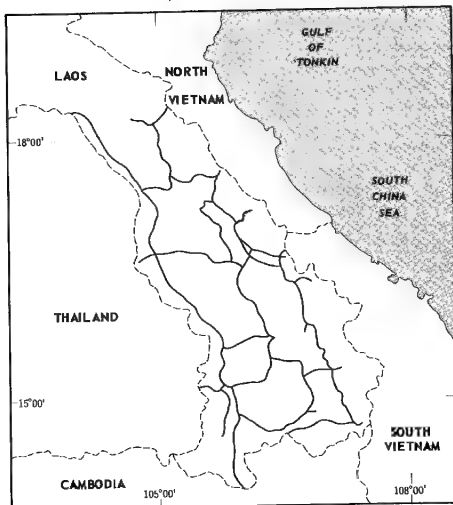 GULF
OF
TONKIN
LAOS
NORTH
VIETNAM
18°00'
SOUTH
CHINA
SEA
THAILAND
15°00'
SOUTH
VIETNAM
CAMBODIA
105°00'
108°00'